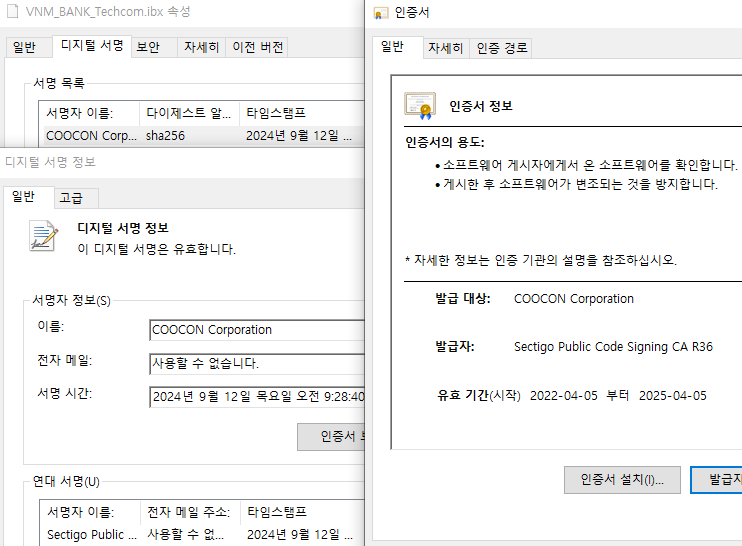 VNM_BANK_Techcom.ibx 속성
일반 디지털 서명 보안 자세히 이전 버전
서명 목록
서명자 이름: 다이제스트 알... 타임스탬프
COOCON Corp... sha256 2024년 9월 12일 ...
디지털 서명 정보
일반 고급
디지털 서명 정보
이 디지털 서명은 유효합니다.
서명자 정보(S)
이름: COOCON Corporation
전자 메일: 사용할 수 없습니다.
서명 시간: 2024년 9월 12일 목요일 오전 9:28:40
인증서 보
연대 서명(U)
서명자 이름: 전자 메일 주소: 타임스탬프
Sectigo Public ... 사용할 수 없... 2024년 9월 12일 ...
인증서
일반 자세히 인증 경로
인증서 정보
인증서의 용도:
• 소프트웨어 게시자에게서 온 소프트웨어를 확인합니다.
• 게시한 후 소프트웨어가 변조되는 것을 방지합니다.
* 자세한 정보는 인증 기관의 설명을 참조하십시오.
발급 대상: COOCON Corporation
발급자: Sectigo Public Code Signing CA R36
유효 기간(시작) 2022-04-05 부터 2025-04-05
인증서 설치(I)... 발급자